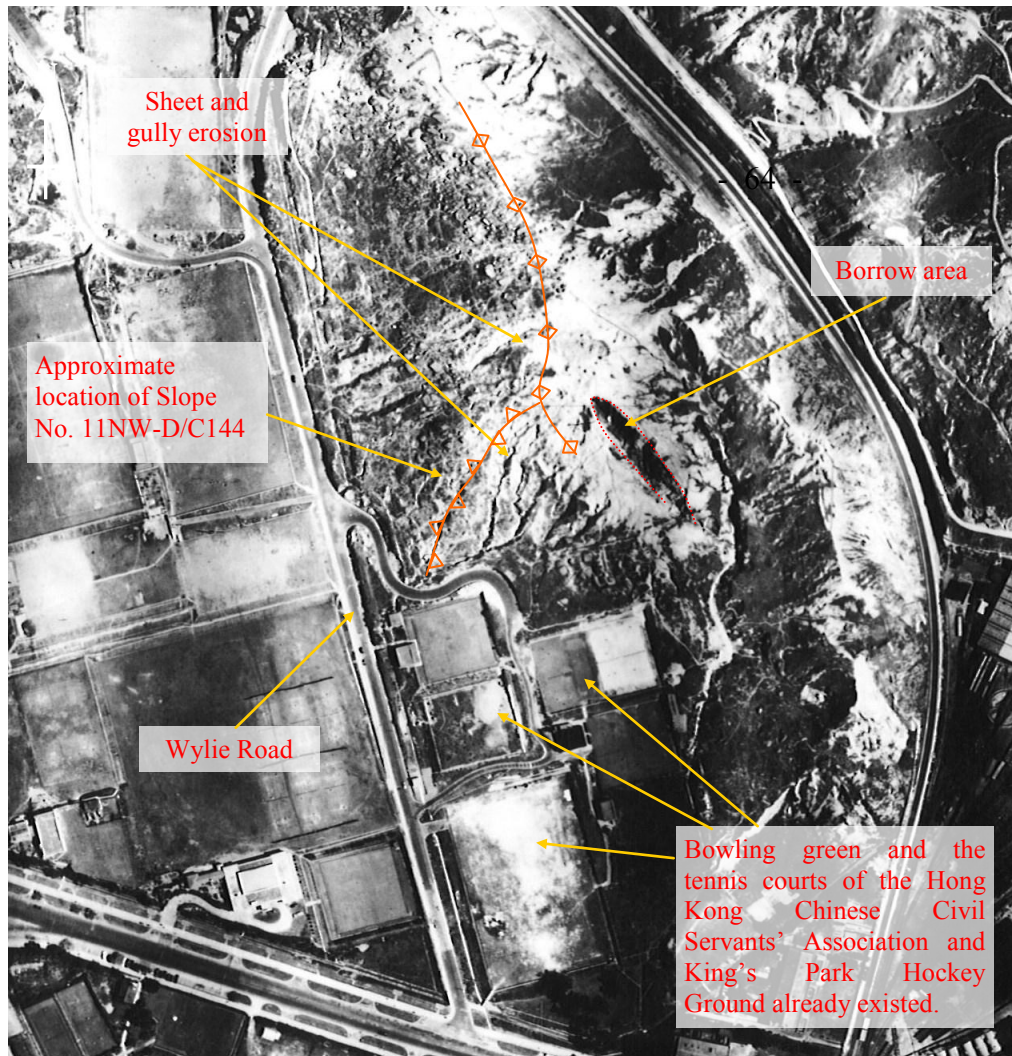 Sheet and
gully erosion
- 64 -
Borrow area
Approximate
location of Slope
No. 11NW-D/C144
Wylie Road
Bowling green and the
tennis courts of the Hong
Kong Chinese Civil
Servants’ Association and
King’s Park Hockey
Ground already existed.